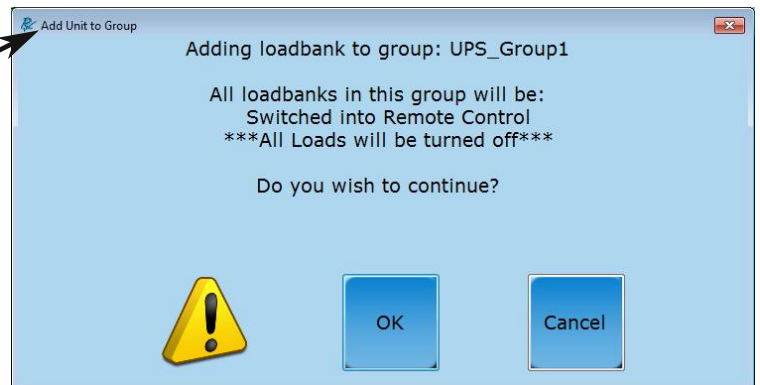 Add Unit to Group
Adding loadbank to group: UPS_Group1
All loadbanks in this group will be:
Switched into Remote Control
***All Loads will be turned off***
Do you wish to continue?
OK
Cancel